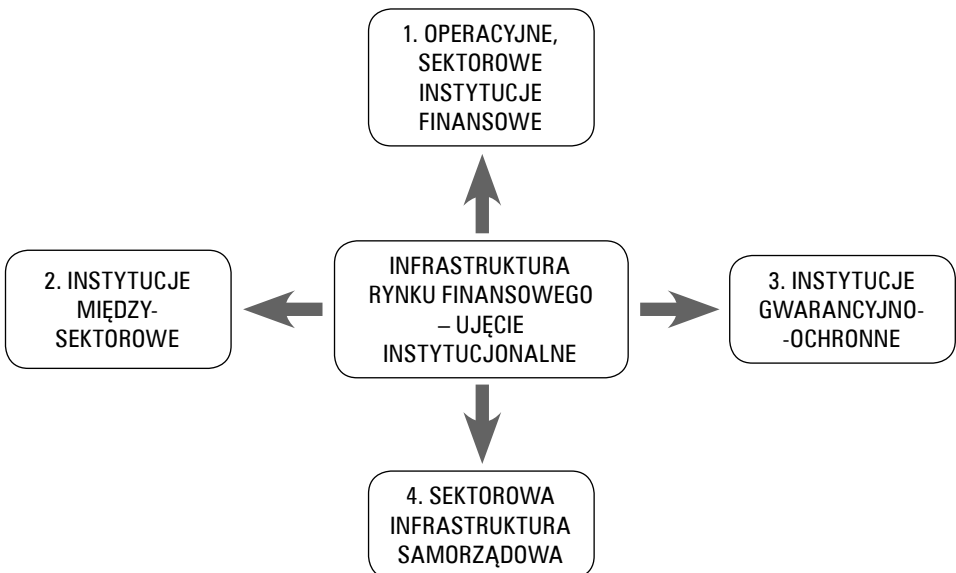 1. OPERACYJNE,
SEKTOROWE
INSTYTUCJE
FINANSOWE
2. INSTYTUCJE
MIĘDZY-
SEKTOROWE
INFRASTRUKTURA
RYNKU FINANSOWEGO
– UJĘCIE
INSTYTUCJONALNE
3. INSTYTUCJE
GWARANCYJNO-
-OCHRONNE
4. SEKTOROWA
INFRASTRUKTURA
SAMORZĄDOWA